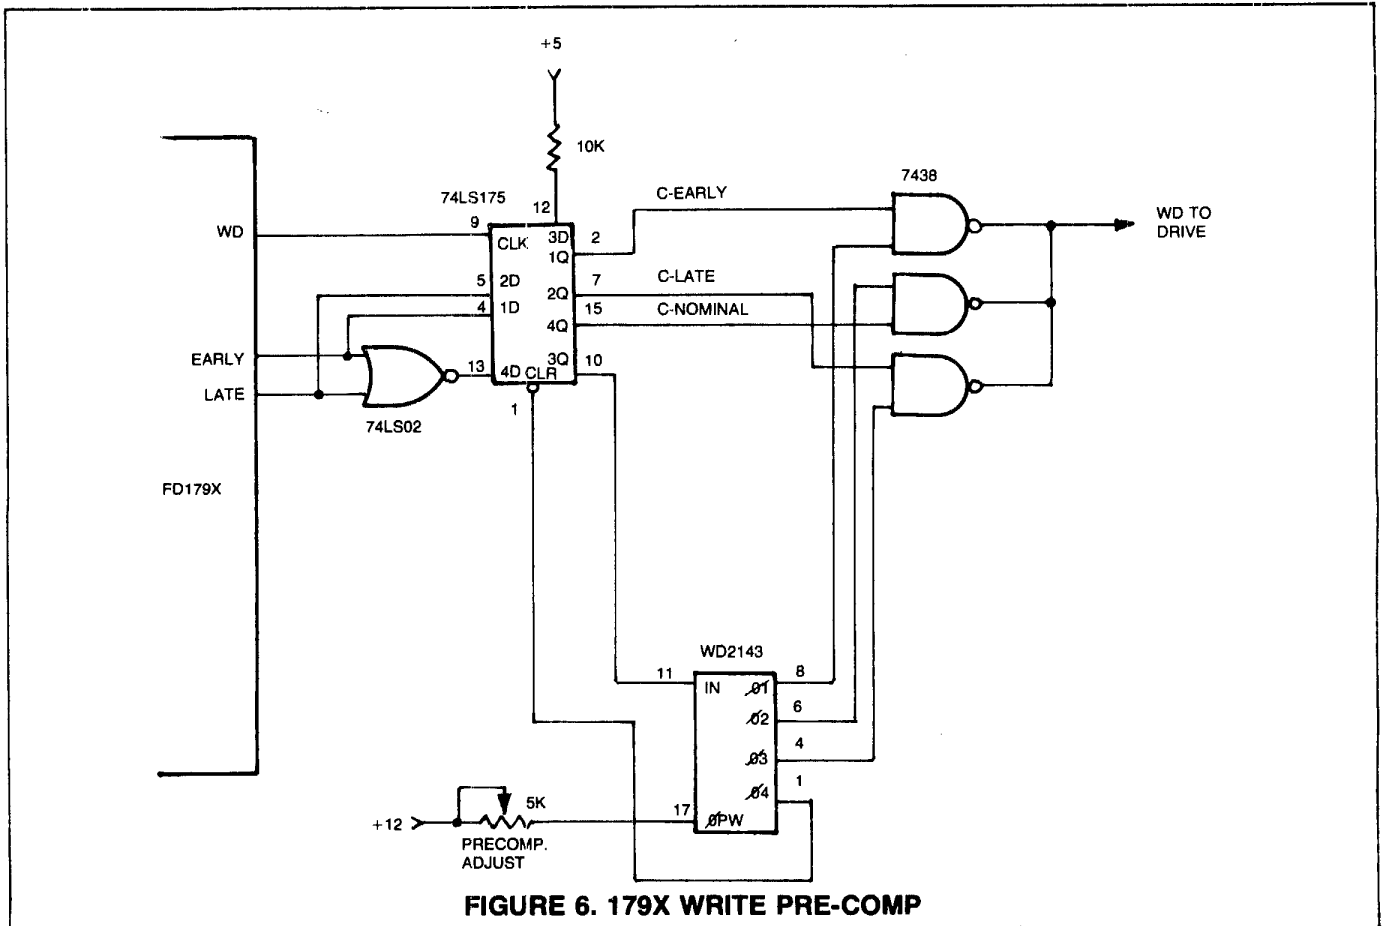 +5
10K
74LS175
12
9
CLK
3D
1Q
2
C-EARLY
7438
WD TO
DRIVE
WD
5
2D
4
1D
2Q
7
C-LATE
15
C-NOMINAL
4Q
3Q
10
EARLY
LATE
13
4D
CLR
1
74LS02
FD179X
WD2143
11
IN
Ø1
8
Ø2
6
Ø3
4
Ø4
1
17
ØPW
+12
5K
PRECOMP.
ADJUST
FIGURE 6. 179X WRITE PRE-COMP